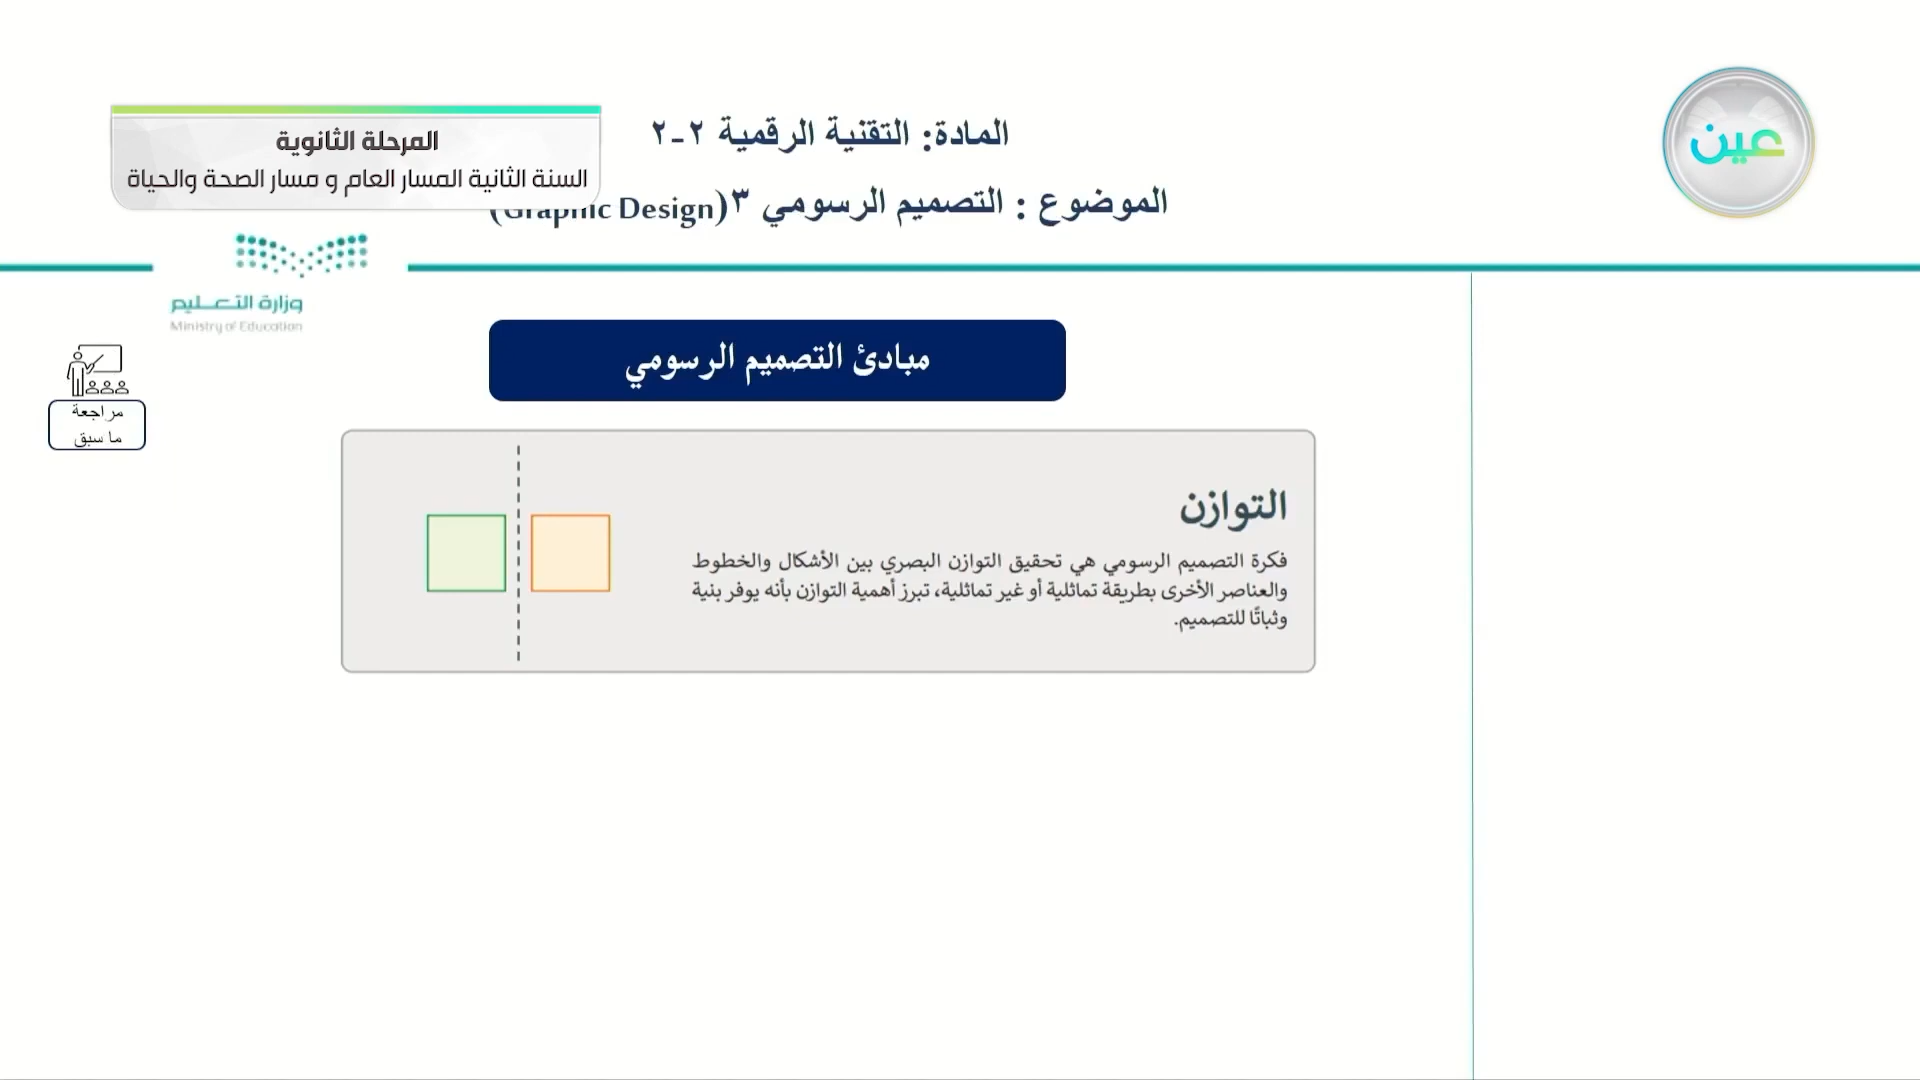 عين
المادة: التقنية الرقمية ٢-٢
الموضوع : التصميم الرسومي ٣(Graphic Design)
المرحلة الثانوية
السنة الثانية المسار العام و مسار الصحة والحياة
وزارة التعليم
Ministry of Education
مراجعة
ما سبق
مبادئ التصميم الرسومي
التوازن
فكرة التصميم الرسومي هي تحقيق التوازن البصري بين الأشكال والخطوط
والعناصر الأخرى بطريقة تماثلية أو غير تماثلية، تبرز أهمية التوازن بأنه يوفر بنية
وثباتًا للتصميم.